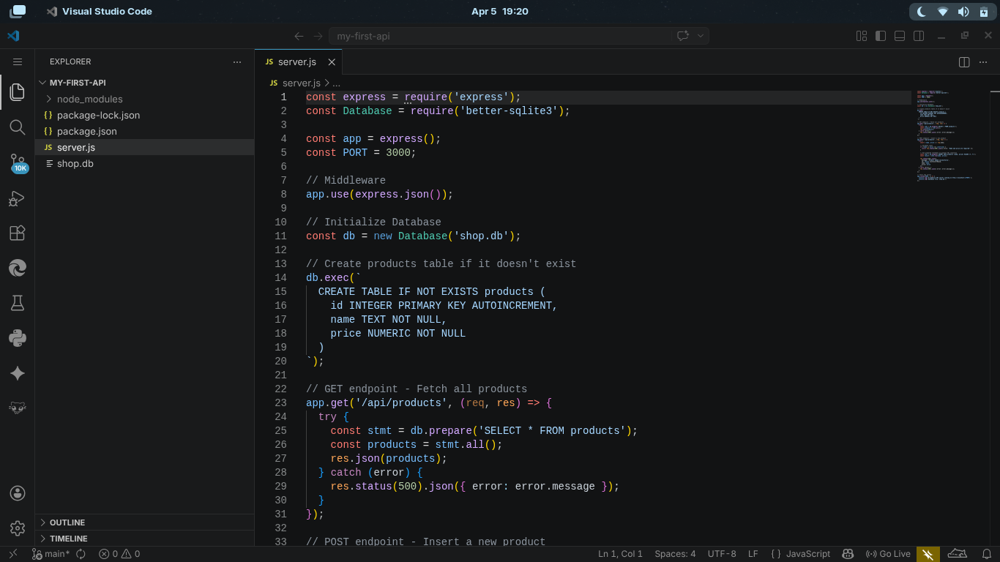 Visual Studio Code
Apr 5 19:20
my-first-api
EXPLORER
MY-FIRST-API
node_modules
{} package-lock.json
{} package.json
JS server.js
shop.db
10K
OUTLINE
TIMELINE
JS server.js
JS server.js > ...
1 const express = require('express');
2 const Database = require('better-sqlite3');
3
4 const app = express();
5 const PORT = 3000;
6
7 // Middleware
8 app.use(express.json());
9
10 // Initialize Database
11 const db = new Database('shop.db');
12
13 // Create products table if it doesn't exist
14 db.exec(`
15 CREATE TABLE IF NOT EXISTS products (
16 id INTEGER PRIMARY KEY AUTOINCREMENT,
17 name TEXT NOT NULL,
18 price NUMERIC NOT NULL
19 )
20 `);
21
22 // GET endpoint - Fetch all products
23 app.get('/api/products', (req, res) => {
24 try {
25 const stmt = db.prepare('SELECT * FROM products');
26 const products = stmt.all();
27 res.json(products);
28 } catch (error) {
29 res.status(500).json({ error: error.message });
30 }
31 });
32
33 // POST endpoint - Insert a new product
main* 0 0
Ln 1, Col 1 Spaces: 4 UTF-8 LF {} JavaScript Go Live